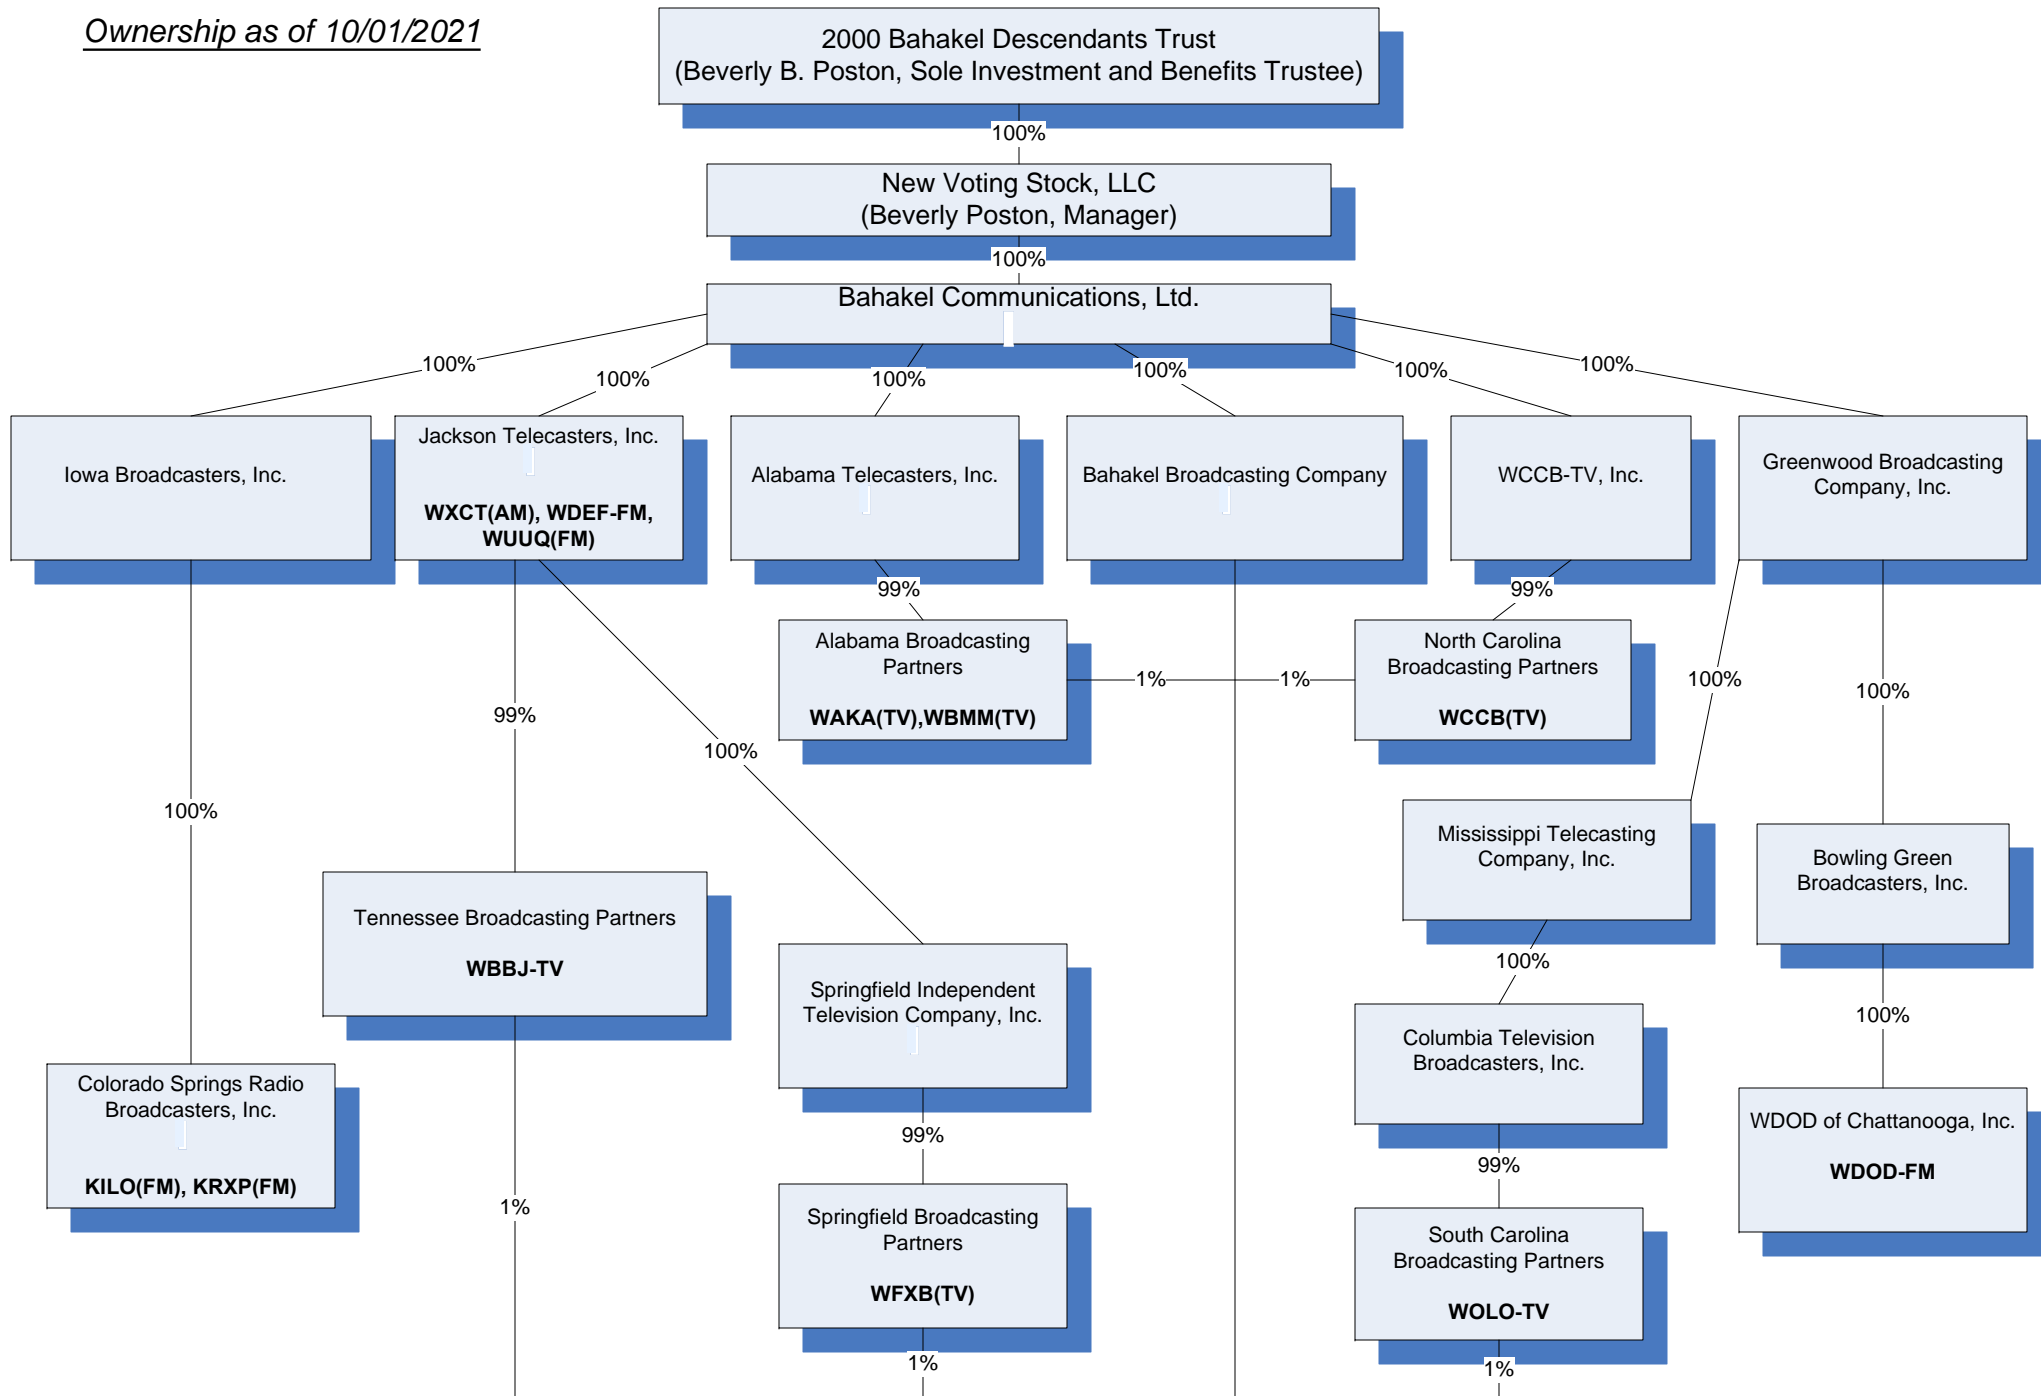 Ownership as of 10/01/2021
2000 Bahakel Descendants Trust
(Beverly B. Poston, Sole Investment and Benefits Trustee)
100%
New Voting Stock, LLC
(Beverly Poston, Manager)
100%
Bahakel Communications, Ltd.
100%
100%
100%
100%
100%
100%
Iowa Broadcasters, Inc.
Jackson Telecasters, Inc.
WXCT(AM), WDEF-FM,
WUUQ(FM)
Alabama Telecasters, Inc.
Bahakel Broadcasting Company
WCCB-TV, Inc.
Greenwood Broadcasting
Company, Inc.
99%
99%
Alabama Broadcasting
Partners
WAKA(TV),WBMM(TV)
1%
1%
North Carolina
Broadcasting Partners
WCCB(TV)
100%
100%
99%
100%
100%
Mississippi Telecasting
Company, Inc.
Bowling Green
Broadcasters, Inc.
Tennessee Broadcasting Partners
WBBJ-TV
100%
Springfield Independent
Television Company, Inc.
Columbia Television
Broadcasters, Inc.
100%
Colorado Springs Radio
Broadcasters, Inc.
KILO(FM), KRXP(FM)
WDOD of Chattanooga, Inc.
WDOD-FM
99%
99%
1%
Springfield Broadcasting
Partners
WFXB(TV)
South Carolina
Broadcasting Partners
WOLO-TV
1%
1%